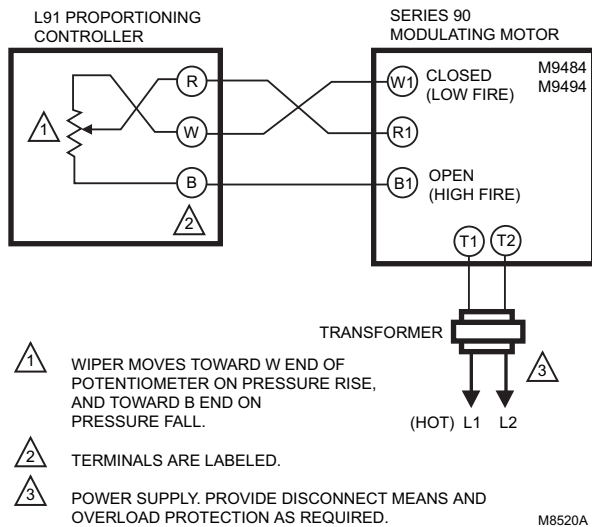 L91 PROPORTIONING
CONTROLLER
SERIES 90
MODULATING MOTOR
R
W
B
1
2
W1
CLOSED
(LOW FIRE)
M9484
M9494
R1
B1
OPEN
(HIGH FIRE)
T1
T2
TRANSFORMER
3
(HOT) L1 L2
1
WIPER MOVES TOWARD W END OF
POTENTIOMETER ON PRESSURE RISE,
AND TOWARD B END ON
PRESSURE FALL.
2
TERMINALS ARE LABELED.
3
POWER SUPPLY. PROVIDE DISCONNECT MEANS AND
OVERLOAD PROTECTION AS REQUIRED.
M8520A